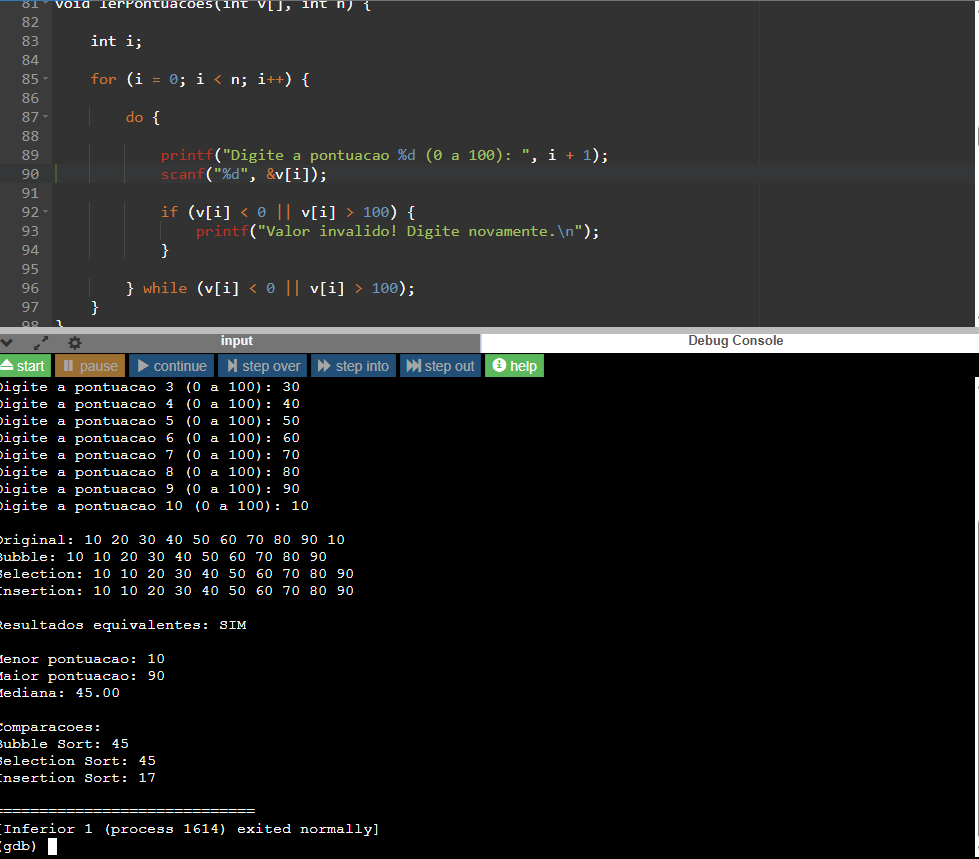 81 void lerPontuacoes(int v[], int n) {
82
83 int i;
84
85 for (i = 0; i < n; i++) {
86
87 do {
88
89 printf("Digite a pontuacao %d (0 a 100): ", i + 1);
90 scanf("%d", &v[i]);
91
92 if (v[i] < 0 || v[i] > 100) {
93 printf("Valor invalido! Digite novamente.\n");
94 }
95
96 } while (v[i] < 0 || v[i] > 100);
97 }
98 }
input Debug Console
start pause continue step over step into step out help
Digite a pontuacao 3 (0 a 100): 30
Digite a pontuacao 4 (0 a 100): 40
Digite a pontuacao 5 (0 a 100): 50
Digite a pontuacao 6 (0 a 100): 60
Digite a pontuacao 7 (0 a 100): 70
Digite a pontuacao 8 (0 a 100): 80
Digite a pontuacao 9 (0 a 100): 90
Digite a pontuacao 10 (0 a 100): 10
Original: 10 20 30 40 50 60 70 80 90 10
Bubble: 10 10 20 30 40 50 60 70 80 90
Selection: 10 10 20 30 40 50 60 70 80 90
Insertion: 10 10 20 30 40 50 60 70 80 90
Resultados equivalentes: SIM
Menor pontuacao: 10
Maior pontuacao: 90
Mediana: 45.00
Comparacoes:
Bubble Sort: 45
Selection Sort: 45
Insertion Sort: 17
============================
[Inferior 1 (process 1614) exited normally]
(gdb)